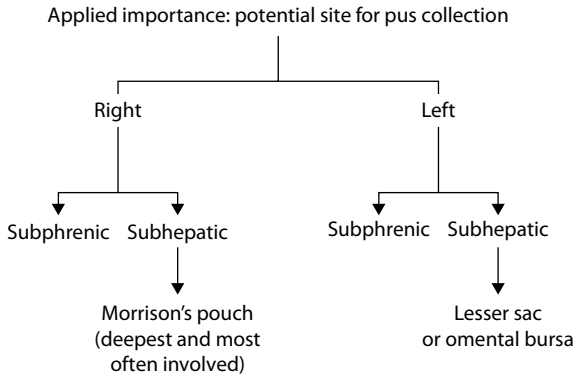 Applied importance: potential site for pus collection
Right
Left
Subphrenic
Subhepatic
Subphrenic
Subhepatic
Morrison's pouch
(deepest and most
often involved)
Lesser sac
or omental bursa